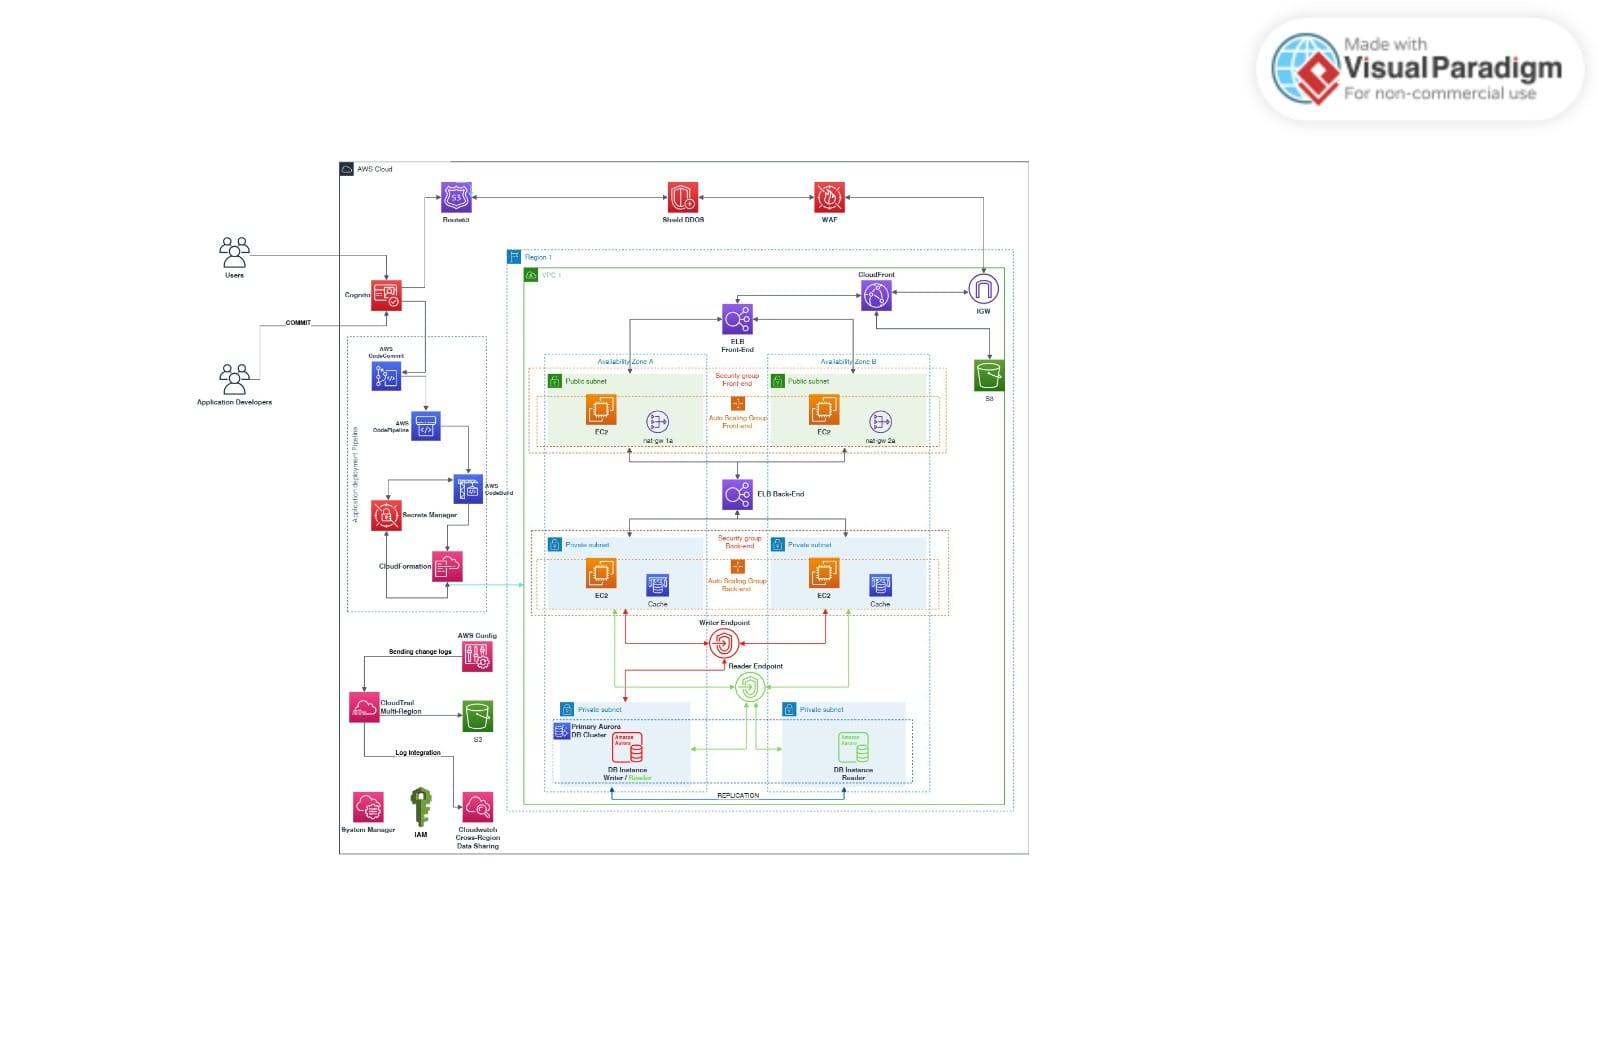 Made with
Visual Paradigm
For non-commercial use
AWS Cloud
Route53
Shield DDOS
WAF
Users
Region 1
VPC 1
CloudFront
IGW
Cognito
COMMIT
ELB
Front-End
S3
Application Developers
AWS
CodeCommit
AWS
CodePipeline
AWS
CodeBuild
Secrets Manager
CloudFormation
Application deployment Pipeline
Availability Zone A
Availability Zone B
Public subnet
Security group
Front-end
Public subnet
EC2
nat-gw 1a
Auto Scaling Group
Front-end
EC2
nat-gw 2a
ELB Back-End
Private subnet
Security group
Back-end
Private subnet
EC2
Cache
Auto Scaling Group
Back-end
EC2
Cache
Writer Endpoint
Reader Endpoint
Private subnet
Private subnet
Primary Aurora
DB Cluster
Amazon
Aurora
DB Instance
Writer / Reader
Amazon
Aurora
DB Instance
Reader
REPLICATION
AWS Config
Sending change logs
CloudTrail
Multi-Region
S3
Log Integration
System Manager
IAM
Cloudwatch
Cross-Region
Data Sharing